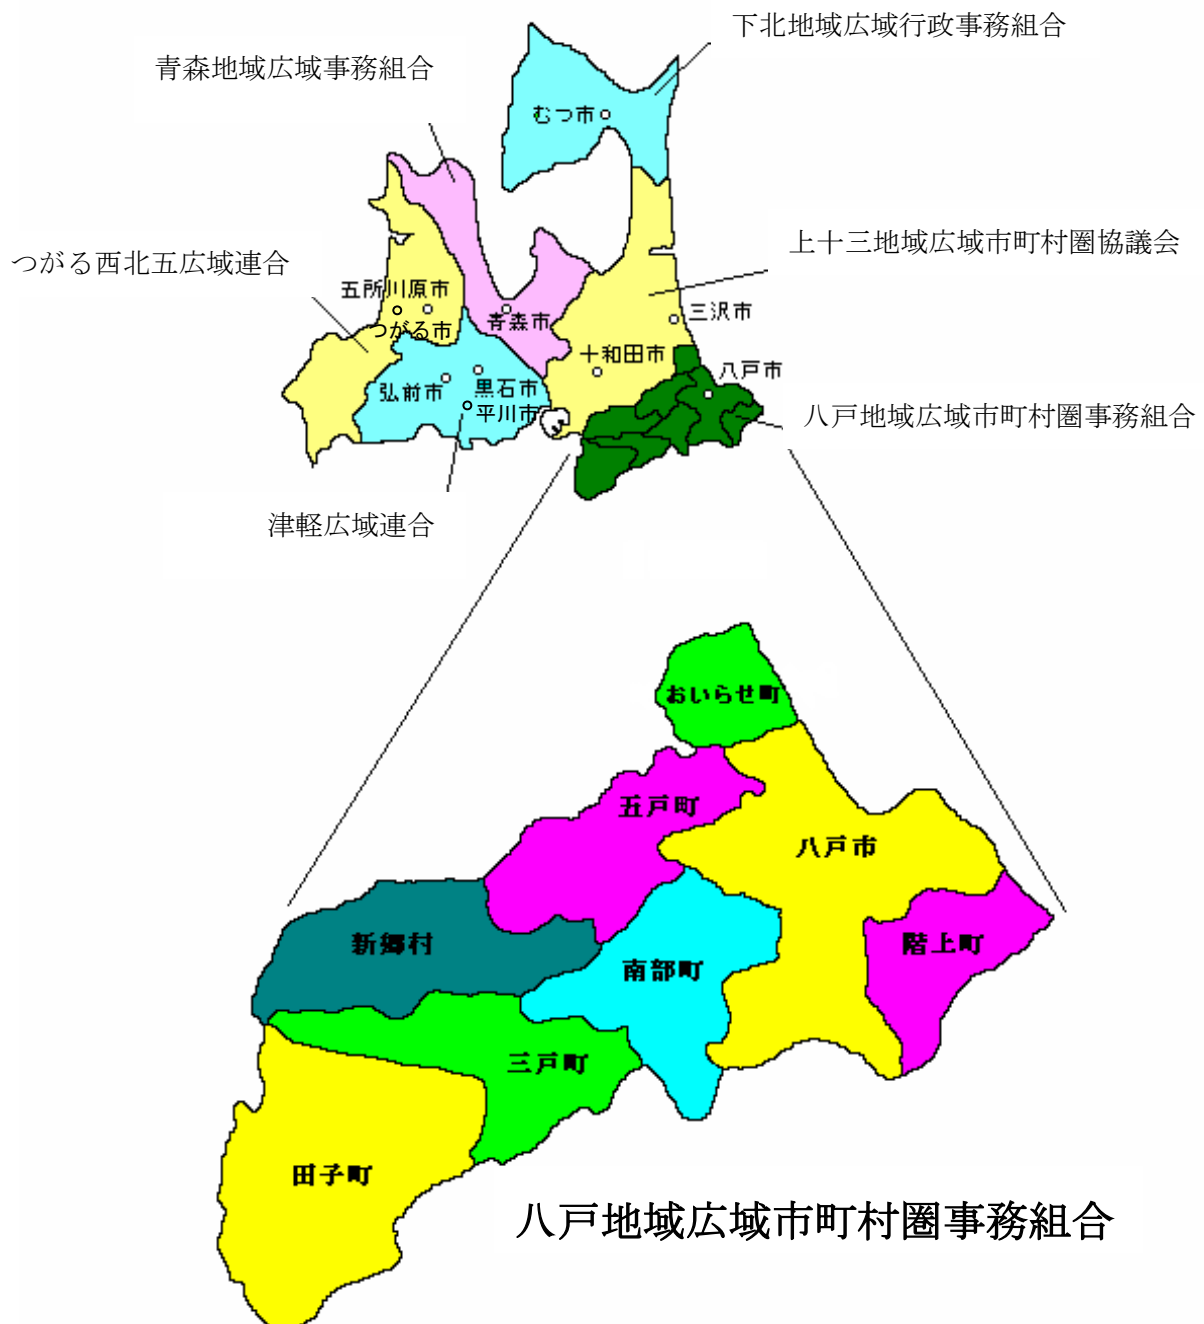 下北地域広域行政事務組合
青森地域広域事務組合
むつ市
上十三地域広域市町村圏協議会
つがる西北五広域連合
五所川原市
つがる市
青森市
三沢市
十和田市
八戸市
弘前市
黒石市
平川市
八戸地域広域市町村圏事務組合
津軽広域連合
おいらせ町
五戸町
八戸市
新郷村
階上町
南部町
三戸町
田子町
八戸地域広域市町村圏事務組合